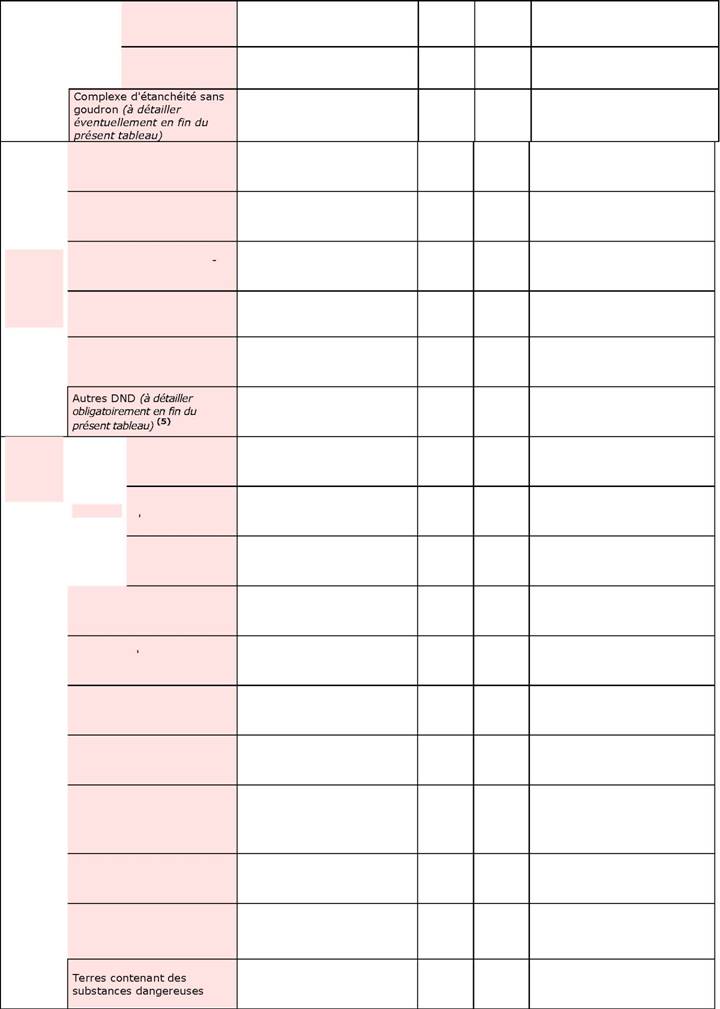 Complexe d'étanchéité sans
goudron (à détailler
éventuellement en fin du
présent tableau)
-
Autres DND (à détailler
obligatoirement en fin du
présent tableau) (5)
'
'
Terres contenant des
substances dangereuses